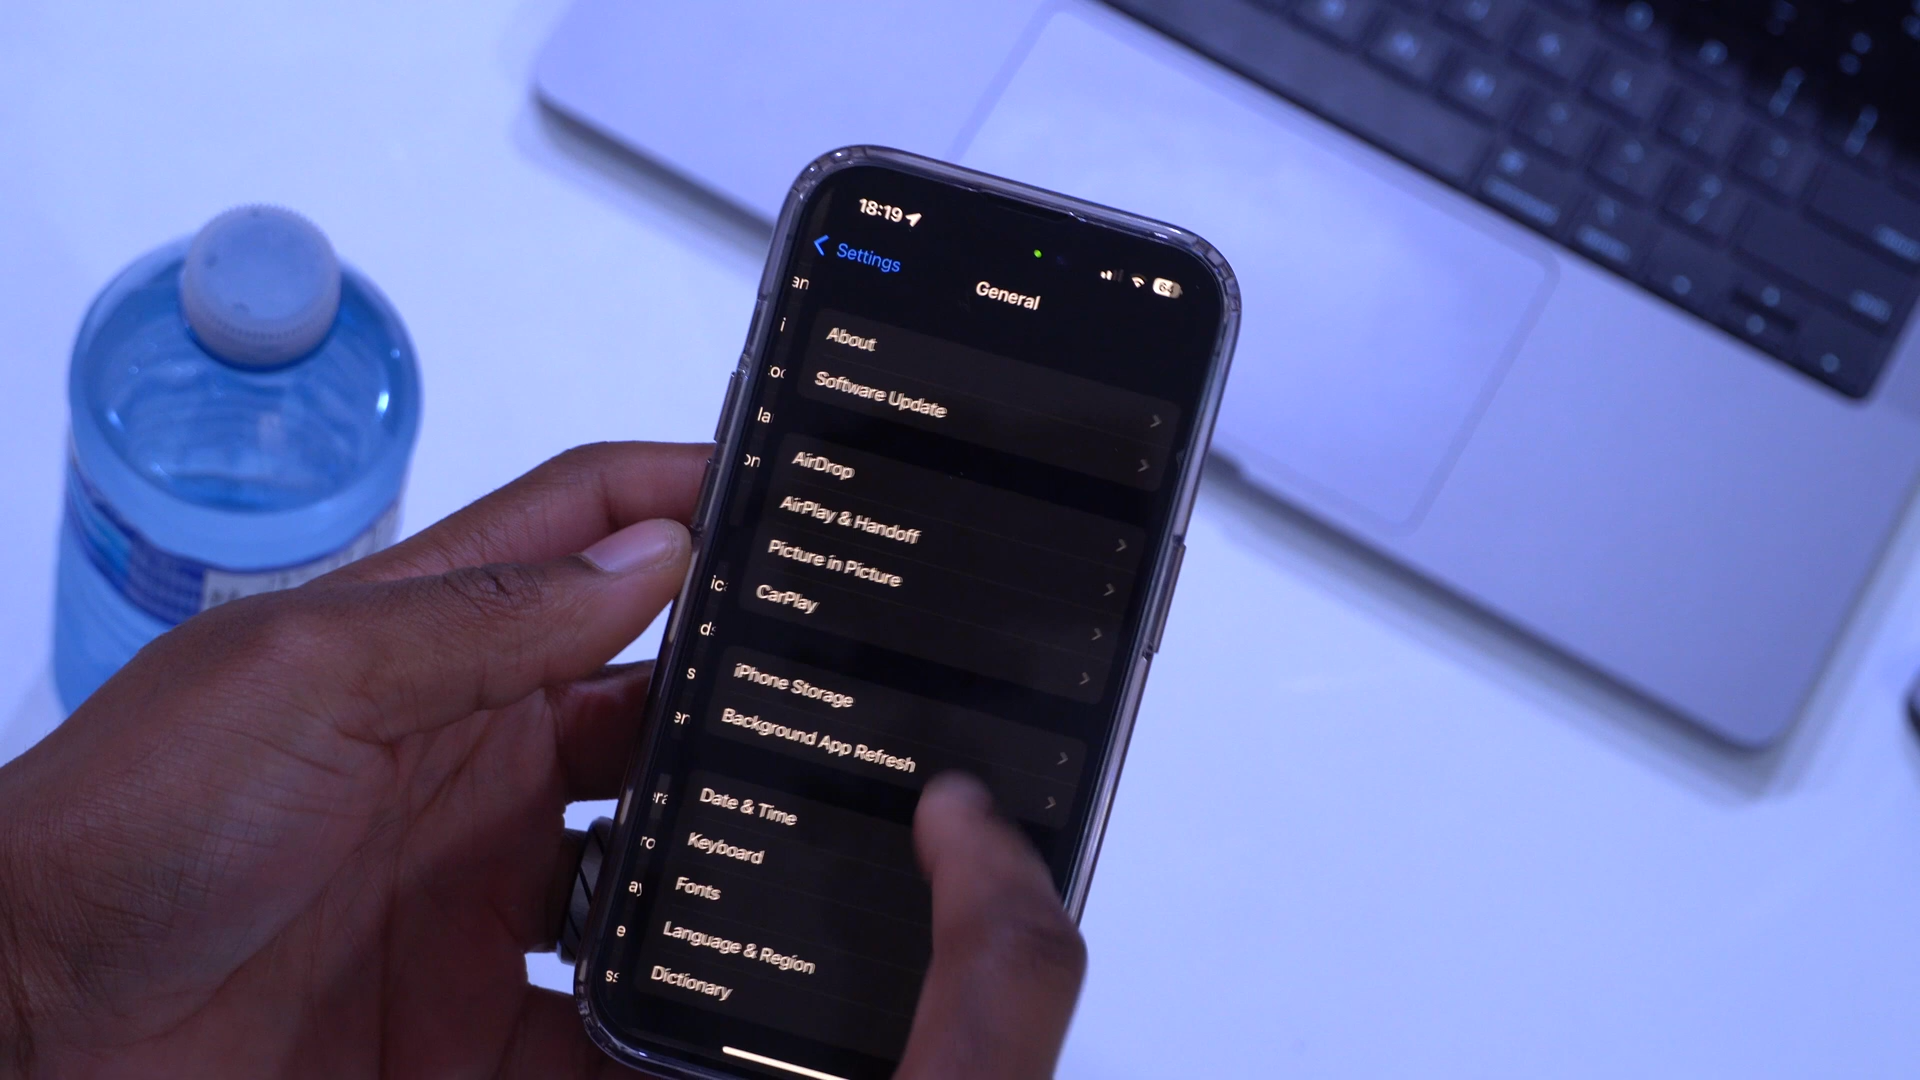 18:19
64
Settings
General
About
Software Update
AirDrop
AirPlay & Handoff
Picture in Picture
CarPlay
iPhone Storage
Background App Refresh
Date & Time
Keyboard
Fonts
Language & Region
Dictionary